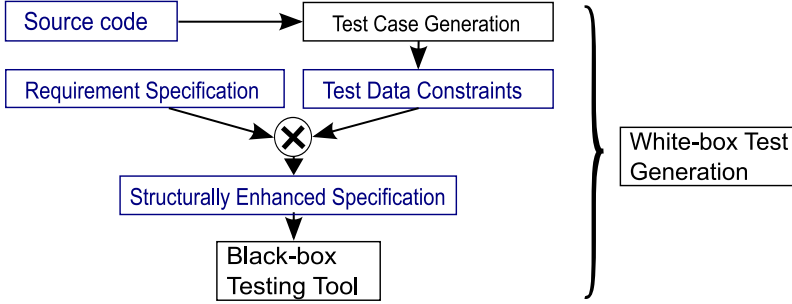 Source code
Test Case Generation
Requirement Specification
Test Data Constraints
Structurally Enhanced Specification
Black-box
Testing Tool
White-box Test
Generation